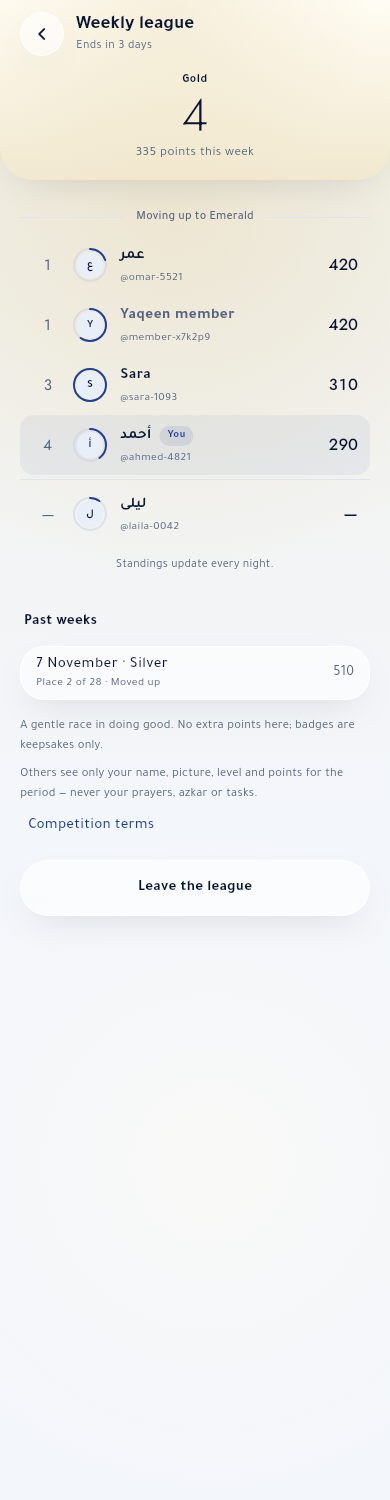 Weekly league
Ends in 3 days
Gold
4
335 points this week
Moving up to Emerald
1 ع عمر 420
@omar-5521
1 Y Yaqeen member 420
@member-x7k2p9
3 S Sara 310
@sara-1093
4 أ أحمد You 290
@ahmed-4821
— ل ليلى —
@laila-0042
Standings update every night.
Past weeks
7 November · Silver 510
Place 2 of 28 · Moved up
A gentle race in doing good. No extra points here; badges are
keepsakes only.
Others see only your name, picture, level and points for the
period – never your prayers, azkar or tasks.
Competition terms
Leave the league